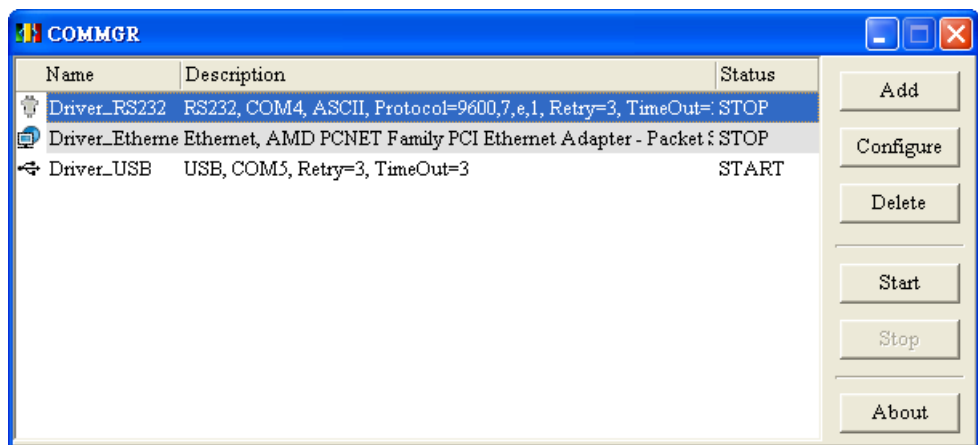 COMMGR
Name Description Status
Driver_RS232 RS232, COM4, ASCII, Protocol=9600,7,e,1, Retry=3, TimeOut= STOP
Driver_Etherne Ethernet, AMD PCNET Family PCI Ethernet Adapter - Packet STOP
Driver_USB USB, COM5, Retry=3, TimeOut=3 START
Add
Configure
Delete
Start
Stop
About